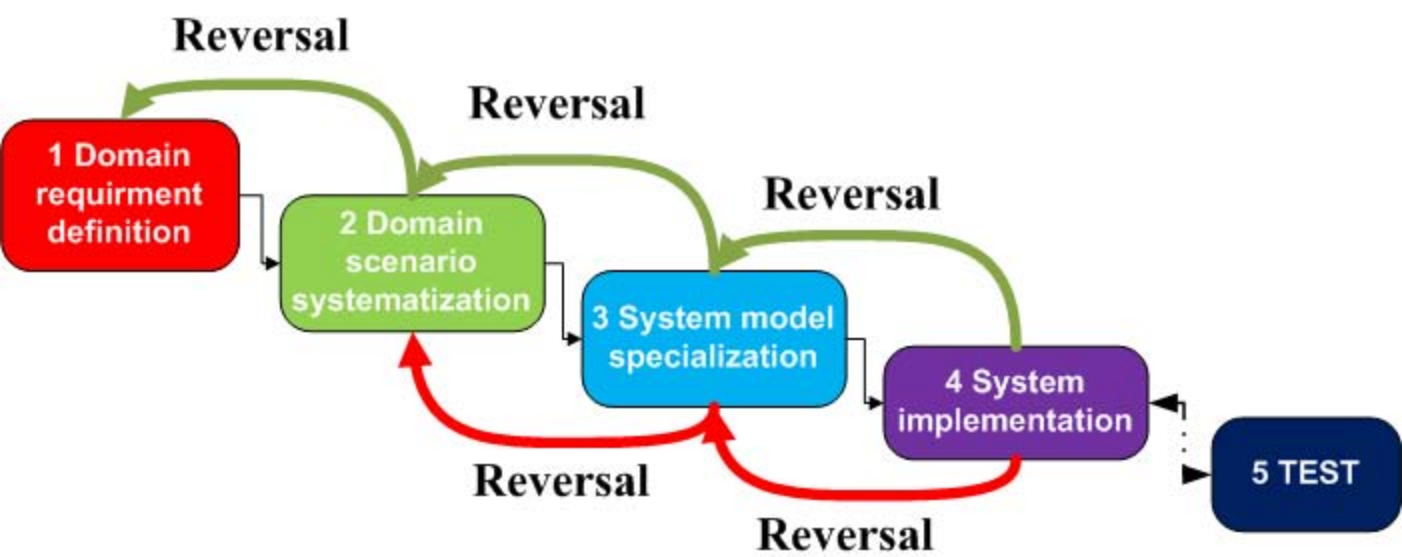 Reversal
Reversal
Reversal
1 Domain
requirment
definition
2 Domain
scenario
systematization
3 System model
specialization
4 System
implementation
5 TEST
Reversal
Reversal